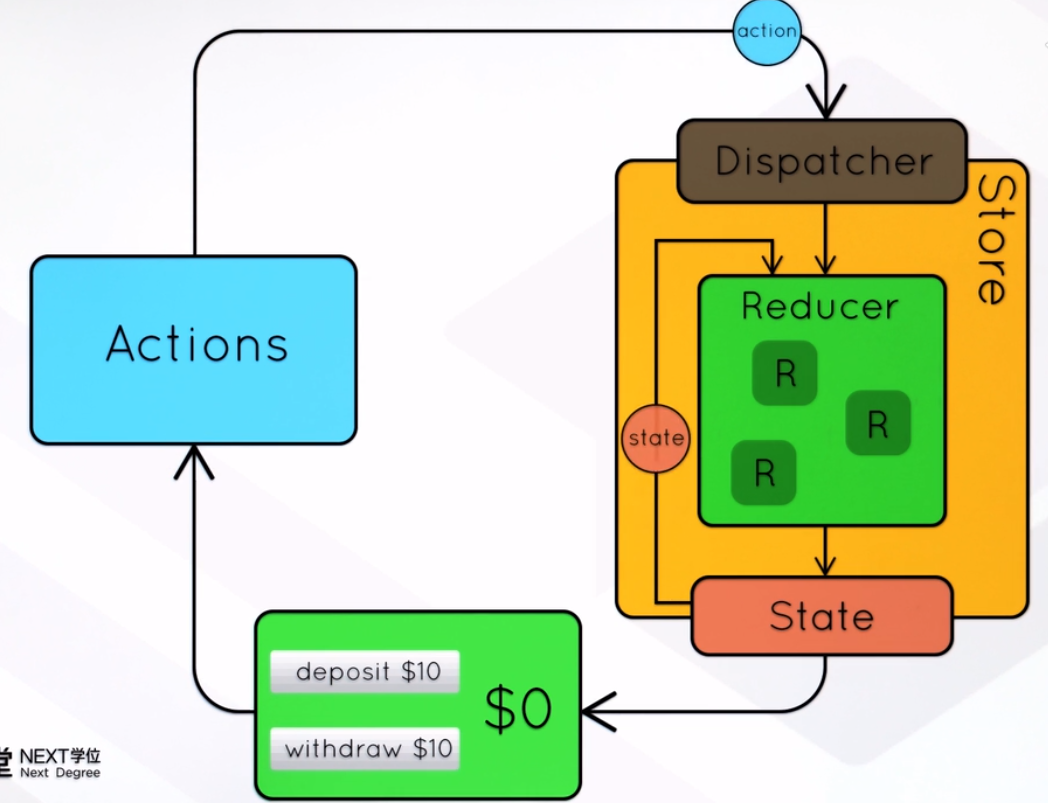 action
Dispatcher
Store
Actions
Reducer
R
R
R
state
State
deposit $10
$0
withdraw $10
NEXT学位
Next Degree